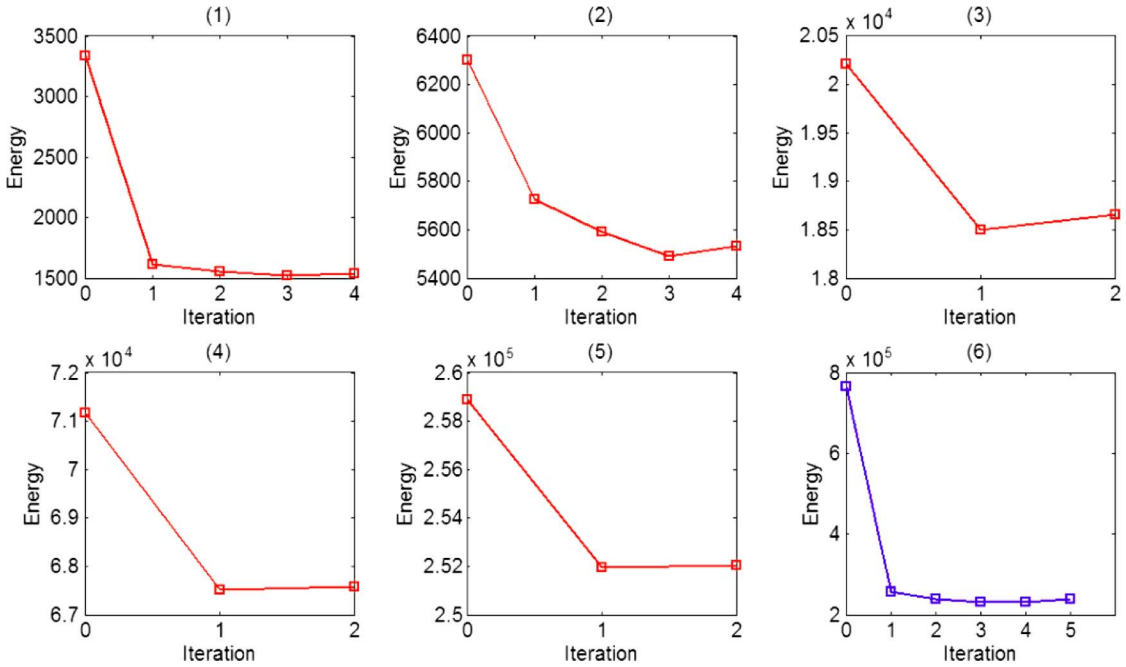 (1)
3500
3000
2500
2000
1500
Energy
0 1 2 3 4
Iteration
(2)
6400
6200
6000
5800
5600
5400
Energy
0 1 2 3 4
Iteration
(3)
x 10^4
2.05
2
1.95
1.9
1.85
1.8
Energy
0 1 2
Iteration
(4)
x 10^4
7.2
7.1
7
6.9
6.8
6.7
Energy
0 1 2
Iteration
(5)
x 10^5
2.6
2.58
2.56
2.54
2.52
2.5
Energy
0 1 2
Iteration
(6)
x 10^5
8
6
4
2
Energy
0 1 2 3 4 5
Iteration